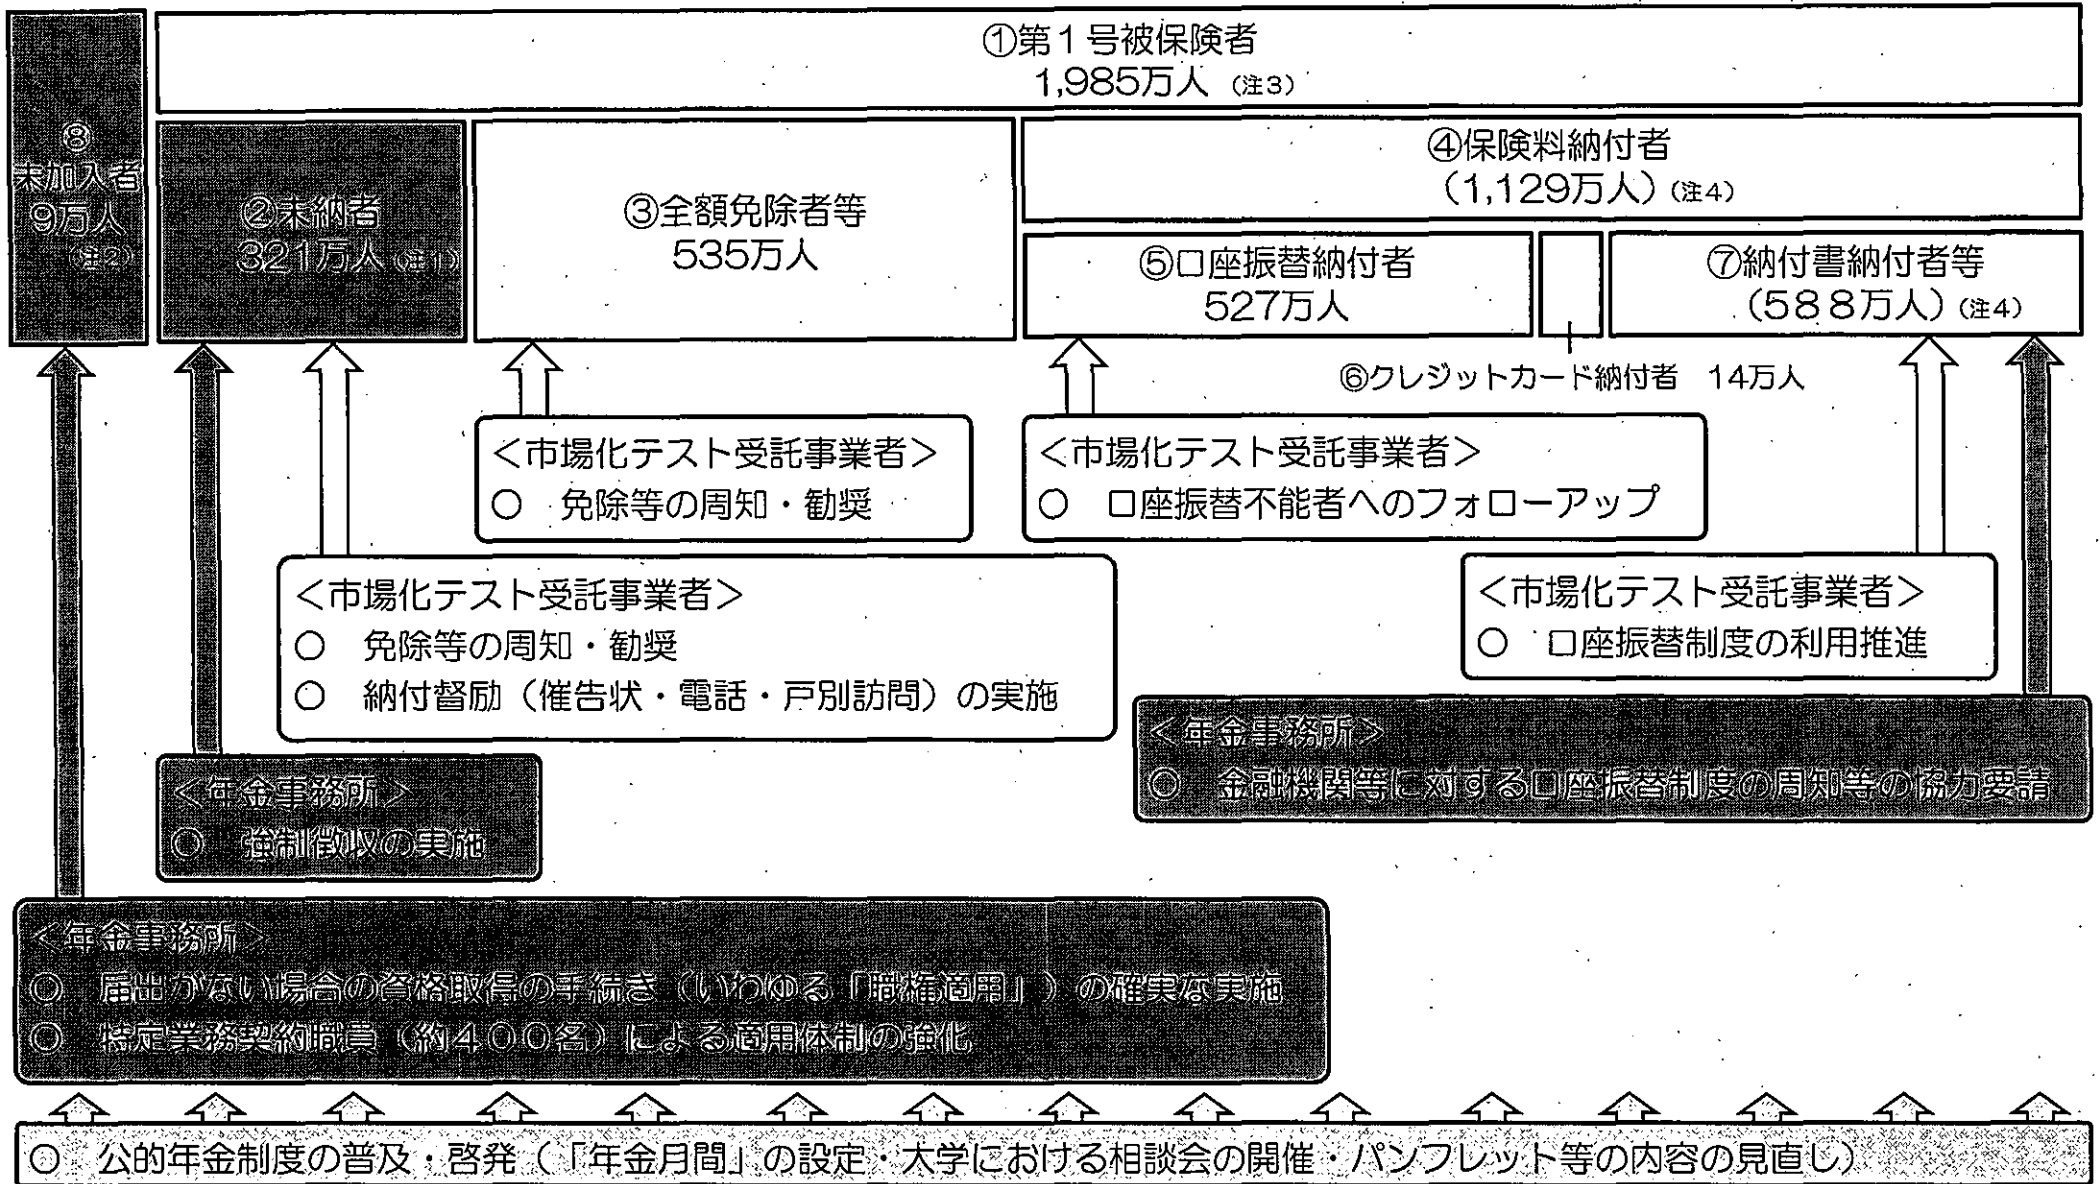 ①第1号被保険者
1,985万人（注3）
⑧
未加入者
9万人
（注2）
②未納者
321万人（注1）
③全額免除者等
535万人
④保険料納付者
（1,129万人）（注4）
⑤口座振替納付者
527万人
⑦納付書納付者等
（588万人）（注4）
⑥クレジットカード納付者　14万人
＜市場化テスト受託事業者＞
○　免除等の周知・勧奨
＜市場化テスト受託事業者＞
○　口座振替不能者へのフォローアップ
＜市場化テスト受託事業者＞
○　免除等の周知・勧奨
○　納付督励（催告状・電話・戸別訪問）の実施
＜市場化テスト受託事業者＞
○　口座振替制度の利用推進
＜年金事務所＞
○　金融機関等に対する口座振替制度の周知等の協力要請
＜年金事務所＞
○　強制徴収の実施
＜年金事務所＞
○　届出がない場合の資格取得の手続き（いわゆる「職権適用」）の確実な実施
○　特定業務契約職員（約400名）による適用体制の強化
○　公的年金制度の普及・啓発（「年金月間」の設定・大学における相談会の開催・パンフレット等の内容の見直し）